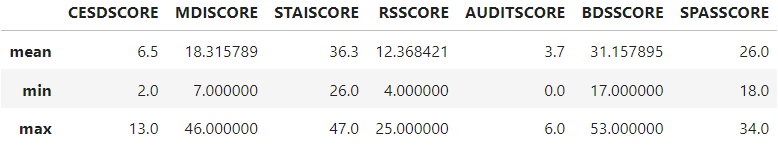 CESDSCORE MDISCORE STAISCORE RSSCORE AUDITSCORE BDSSCORE SPASSCORE
mean 6.5 18.315789 36.3 12.368421 3.7 31.157895 26.0
min 2.0 7.000000 26.0 4.000000 0.0 17.000000 18.0
max 13.0 46.000000 47.0 25.000000 6.0 53.000000 34.0